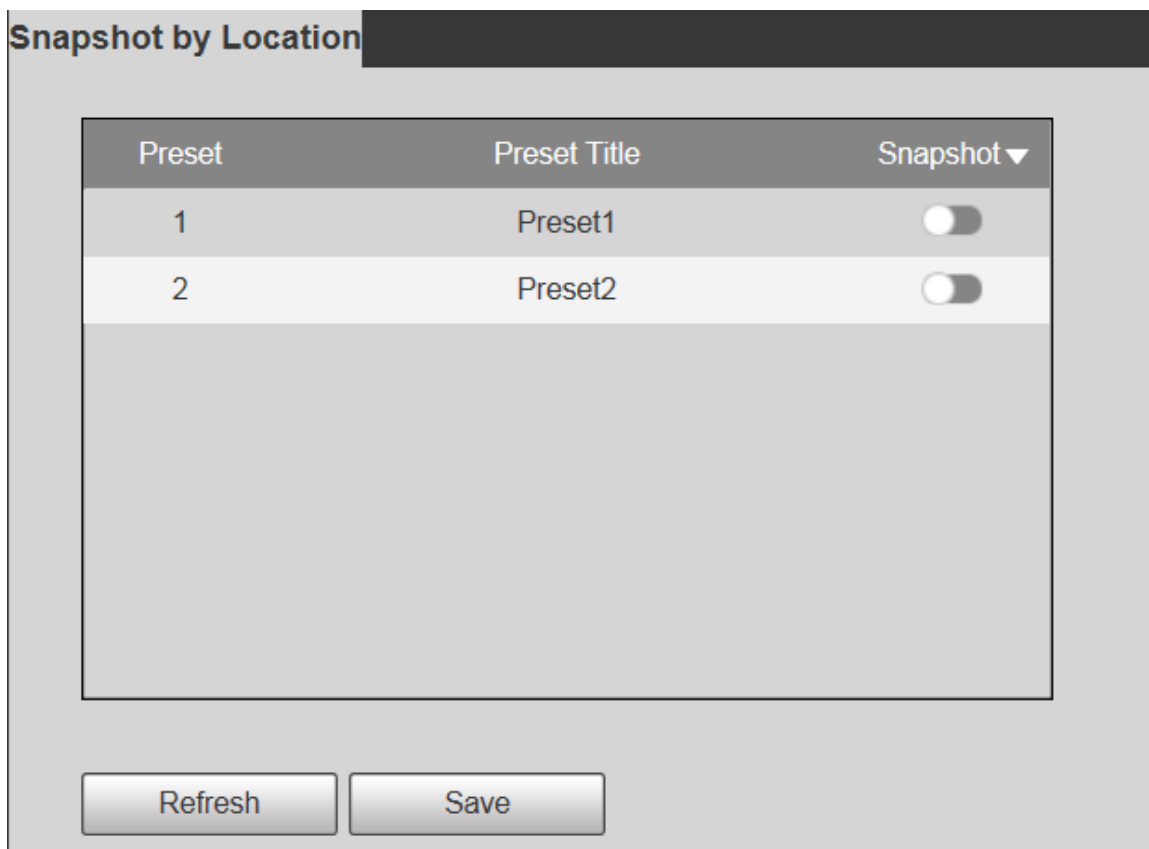 Snapshot by Location
Preset Preset Title Snapshot
1 Preset1
2 Preset2
Refresh Save